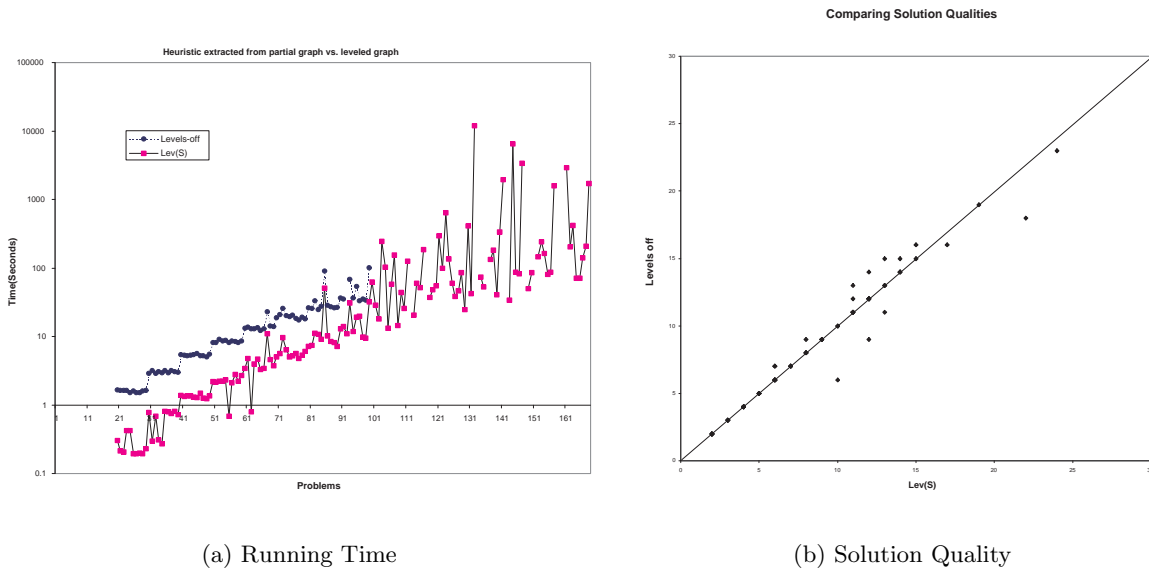 Heuristic extracted from partial graph vs. leveled graph
100000
10000
1000
100
10
1
0.1
Time(Seconds)
Levels-off
Lev(S)
1 11 21 31 41 51 61 71 81 91 101 111 121 131 141 151 161
Problems
(a) Running Time
Comparing Solution Qualities
30
25
20
15
10
5
0
Levels off
0 5 10 15 20 25 30
Lev(S)
(b) Solution Quality